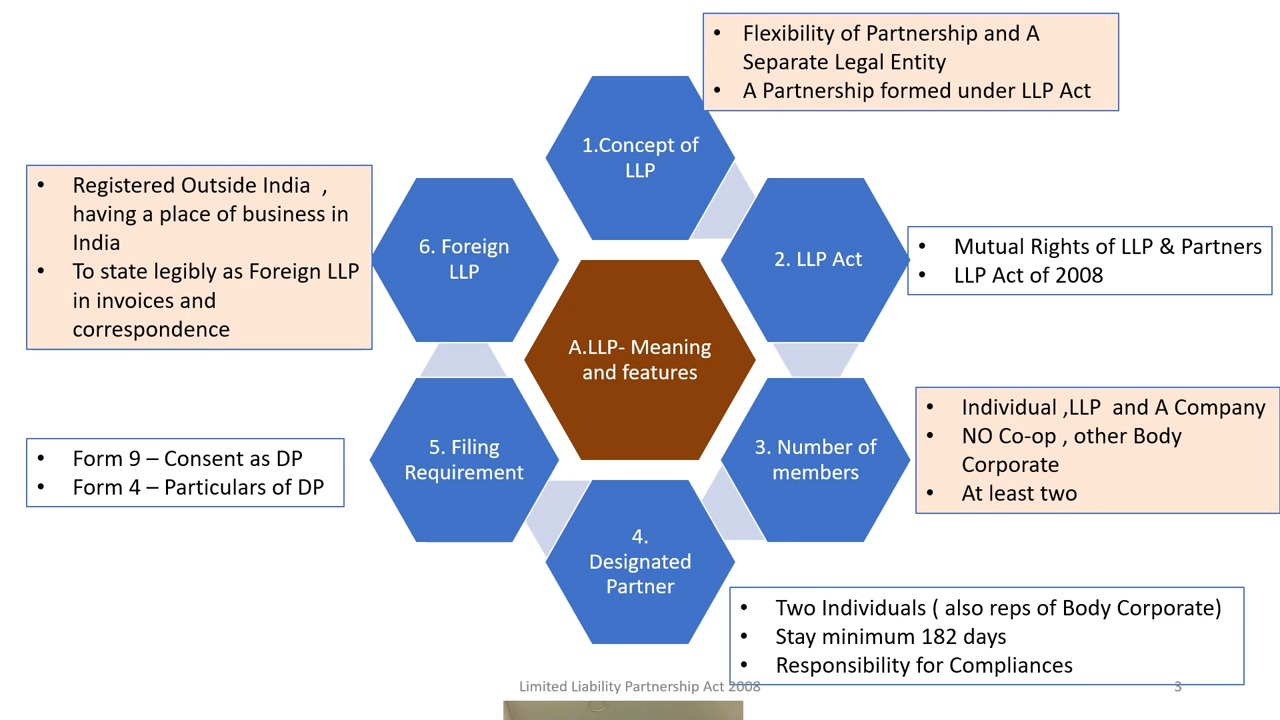 • Flexibility of Partnership and A
Separate Legal Entity
• A Partnership formed under LLP Act
1.Concept of
LLP
• Registered Outside India  ,
having a place of business in
India
• To state legibly as Foreign LLP
in invoices and
correspondence
6. Foreign
LLP
2. LLP Act
• Mutual Rights of LLP & Partners
• LLP Act of 2008
A.LLP- Meaning
and features
• Form 9 – Consent as DP
• Form 4 – Particulars of DP
5. Filing
Requirement
3. Number of
members
• Individual ,LLP  and A Company
• NO Co-op , other Body
Corporate
• At least two
4.
Designated
Partner
• Two Individuals ( also reps of Body Corporate)
• Stay minimum 182 days
• Responsibility for Compliances
Limited Liability Partnership Act 2008
3